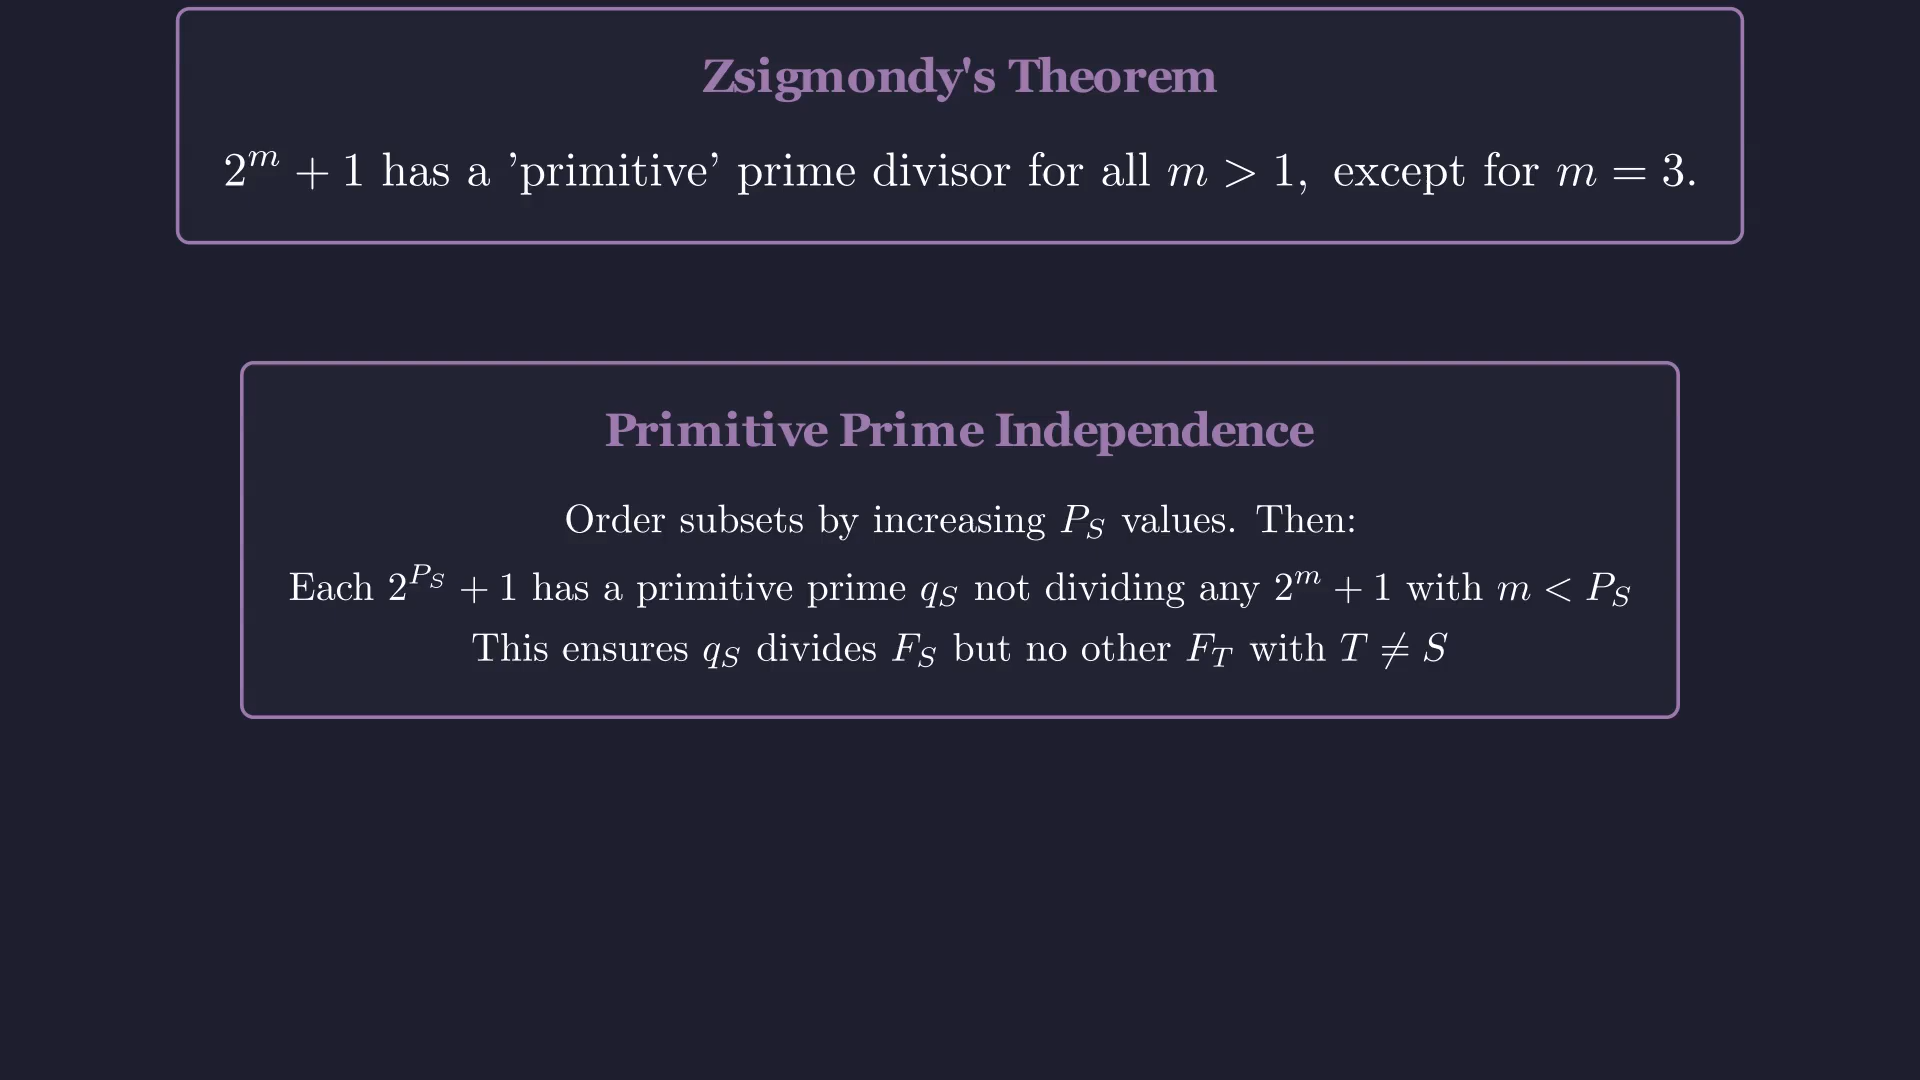 Zsigmondy's Theorem
$2^m + 1$ has a ’primitive’ prime divisor for all $m > 1,$ except for $m = 3.$
Primitive Prime Independence
Order subsets by increasing $P_S$ values. Then:
Each $2^{P_S} + 1$ has a primitive prime $q_S$ not dividing any $2^m + 1$ with $m < P_S$
This ensures $q_S$ divides $F_S$ but no other $F_T$ with $T \neq S$